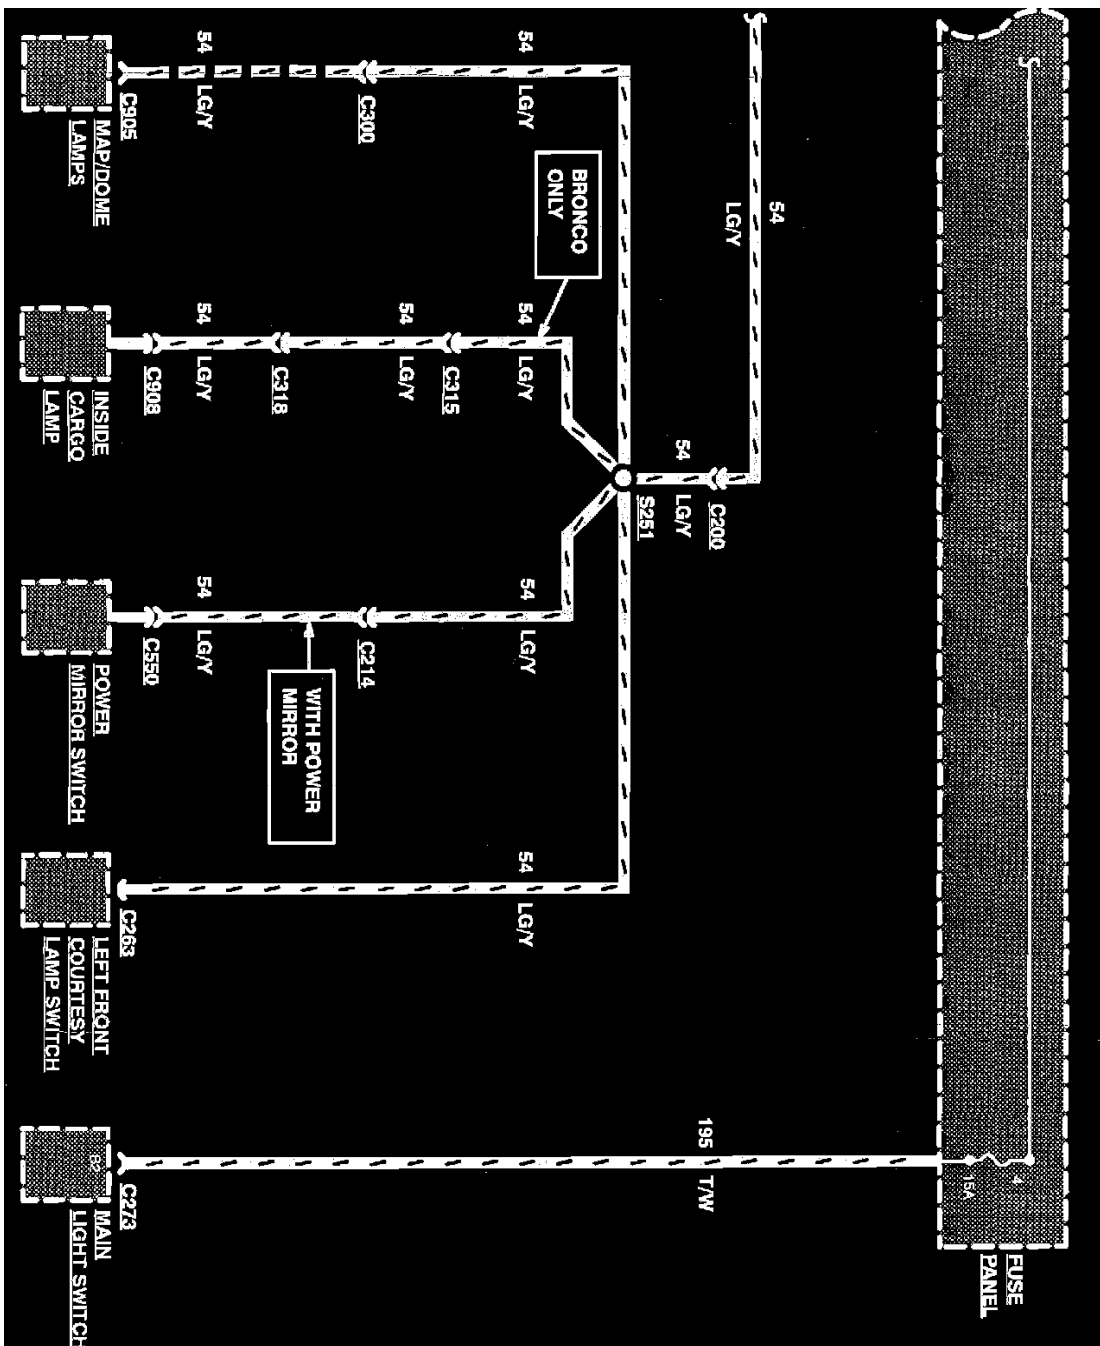 4
15A
FUSE
PANEL
54
LG/Y
C200
54
LG/Y
S251
195
T/W
54
LG/Y
BRONCO
ONLY
54
LG/Y
54
LG/Y
54
LG/Y
C300
C315
54
LG/Y
C318
C214
WITH POWER
MIRROR
54
LG/Y
54
LG/Y
54
LG/Y
C905
C908
C550
C263
C273
B2
MAP/DOME
LAMPS
INSIDE
CARGO
LAMP
POWER
MIRROR SWITCH
LEFT FRONT
COURTESY
LAMP SWITCH
MAIN
LIGHT SWITCH